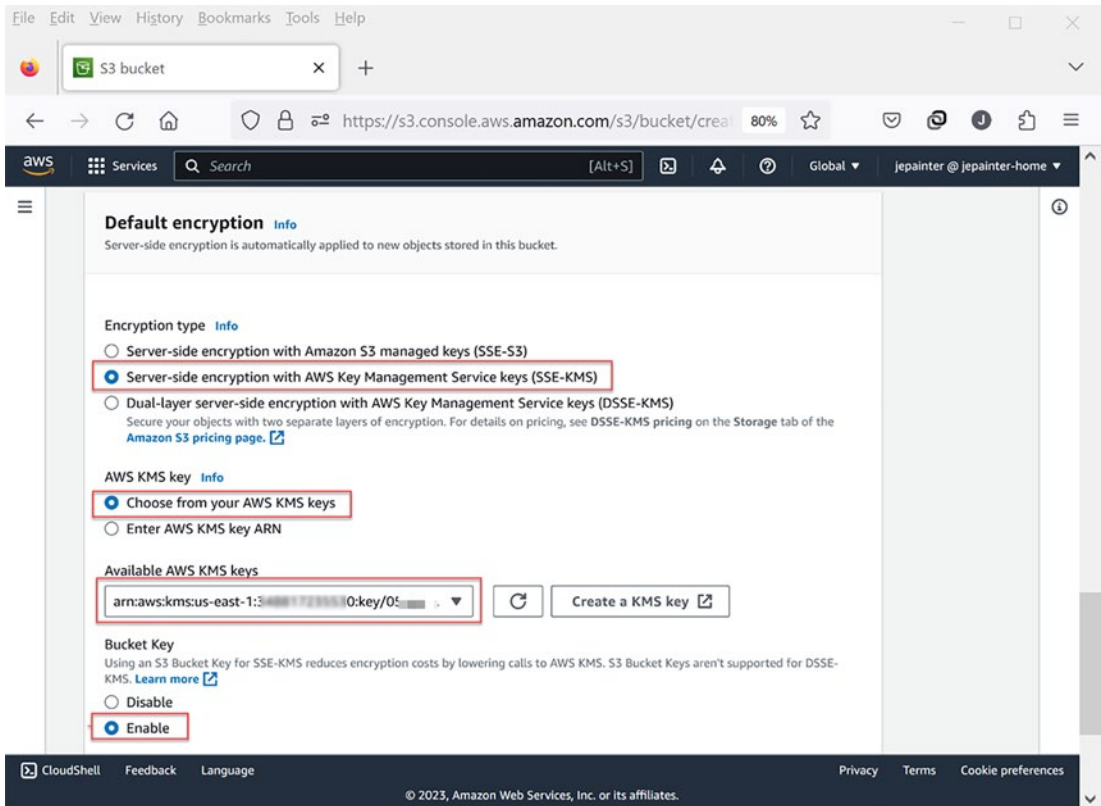 File Edit View History Bookmarks Tools Help
S3 bucket
https://s3.console.aws.amazon.com/s3/bucket/creat 80%
J
aws Services Search [Alt+S] Global jepainter @ jepainter-home
Default encryption Info
Server-side encryption is automatically applied to new objects stored in this bucket.
Encryption type Info
Server-side encryption with Amazon S3 managed keys (SSE-S3)
Server-side encryption with AWS Key Management Service keys (SSE-KMS)
Dual-layer server-side encryption with AWS Key Management Service keys (DSSE-KMS)
Secure your objects with two separate layers of encryption. For details on pricing, see DSSE-KMS pricing on the Storage tab of the
Amazon S3 pricing page.
AWS KMS key Info
Choose from your AWS KMS keys
Enter AWS KMS key ARN
Available AWS KMS keys
arn:aws:kms:us-east-1: 0:key/05
Create a KMS key
Bucket Key
Using an S3 Bucket Key for SSE-KMS reduces encryption costs by lowering calls to AWS KMS. S3 Bucket Keys aren't supported for DSSE-
KMS. Learn more
Disable
Enable
CloudShell Feedback Language Privacy Terms Cookie preferences
© 2023, Amazon Web Services, Inc. or its affiliates.